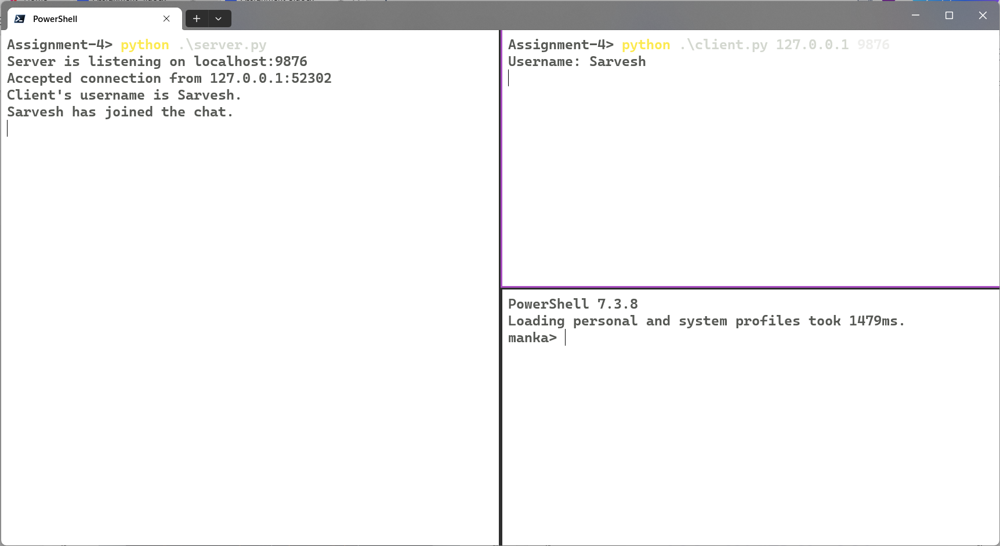 PowerShell
Assignment-4> python .\server.py
Server is listening on localhost:9876
Accepted connection from 127.0.0.1:52302
Client's username is Sarvesh.
Sarvesh has joined the chat.
Assignment-4> python .\client.py 127.0.0.1 9876
Username: Sarvesh
PowerShell 7.3.8
Loading personal and system profiles took 1479ms.
manka>